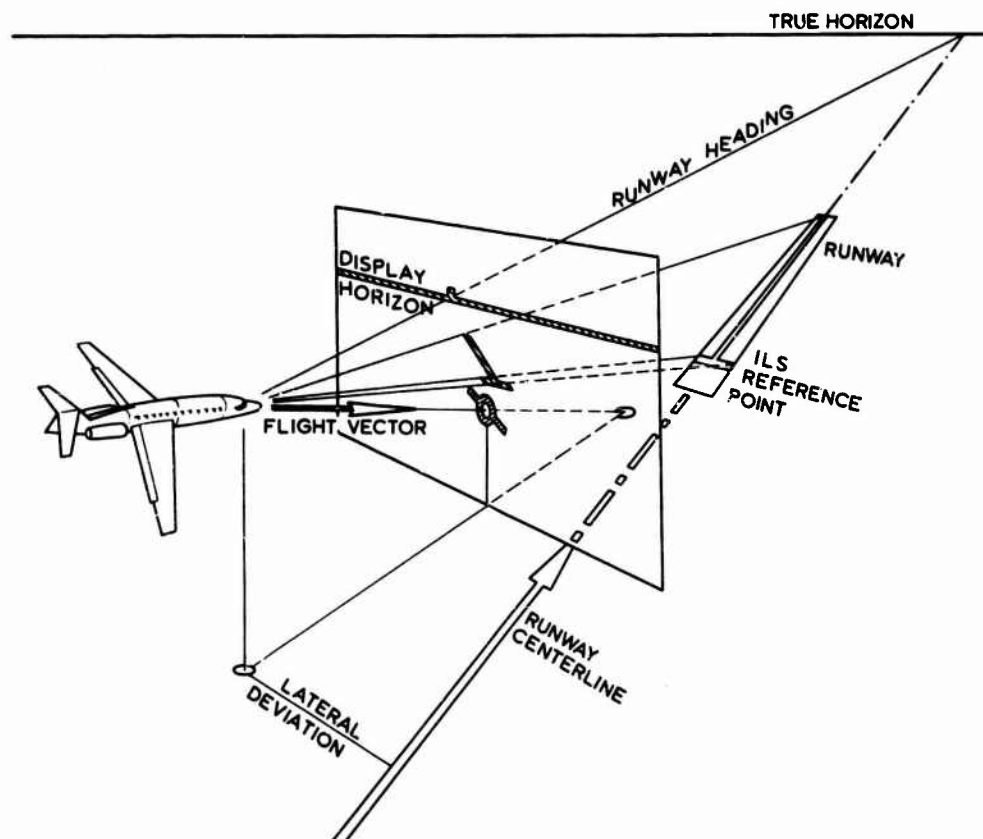 TRUE HORIZON
RUNWAY HEADING
DISPLAY
HORIZON
RUNWAY
ILS
REFERENCE
POINT
FLIGHT VECTOR
RUNWAY
CENTERLINE
LATERAL
DEVIATION